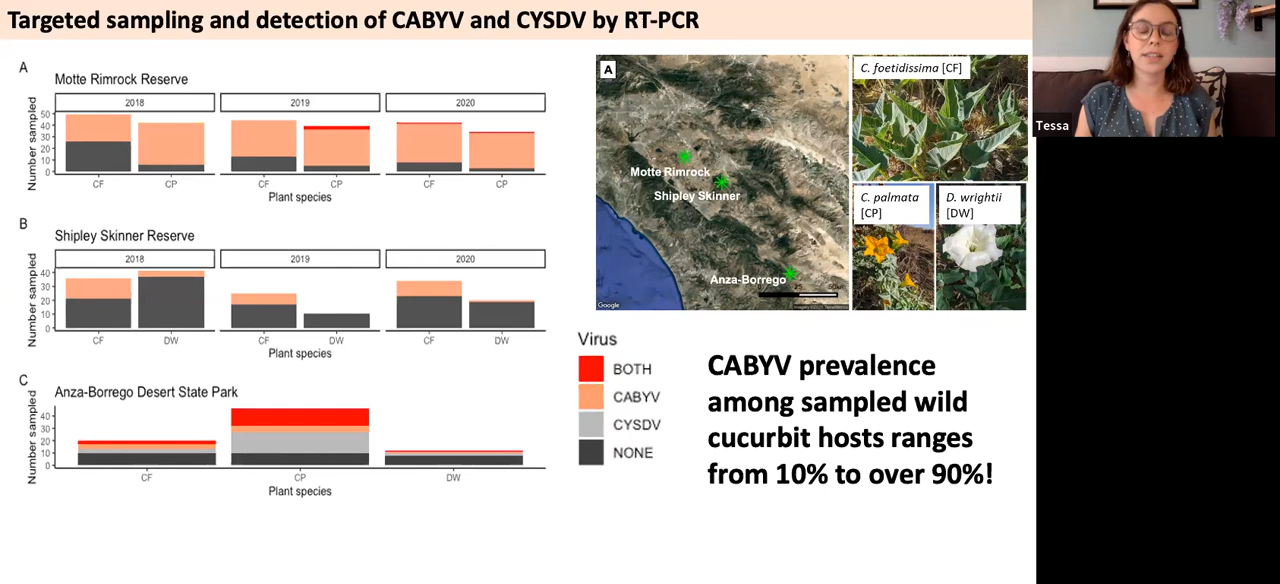 Targeted sampling and detection of CABYV and CYSDV by RT-PCR
A
Motte Rimrock Reserve
2018
2019
2020
Number sampled
50
40
30
20
10
0
CF
CP
CF
CP
CF
CP
Plant species
B
Shipley Skinner Reserve
2018
2019
2020
Number sampled
40
30
20
10
0
CF
DW
CF
DW
CF
DW
Plant species
C
Anza-Borrego Desert State Park
Number sampled
40
30
20
10
0
CF
CP
DW
Plant species
A
Motte Rimrock
Shipley Skinner
Anza-Borrego
Google
C. foetidissima [CF]
C. palmata
[CP]
D. wrightii
[DW]
Virus
BOTH
CABYV
CYSDV
NONE
CABYV prevalence
among sampled wild
cucurbit hosts ranges
from 10% to over 90%!
Tessa